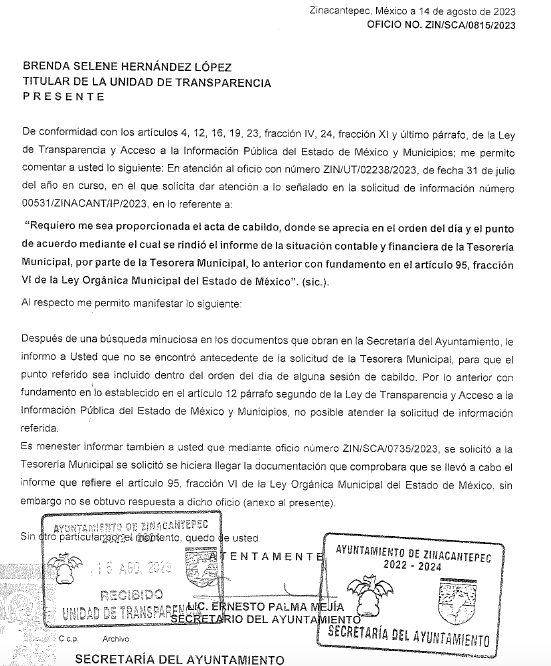 Zinacantepec, México a 14 de agosto de 2023
OFICIO NO. ZIN/SCA/0815/2023
BRENDA SELENE HERNÁNDEZ LÓPEZ
TITULAR DE LA UNIDAD DE TRANSPARENCIA
P R E S E N T E
De conformidad con los artículos 4, 12, 16, 19, 23, fracción IV, 24, fracción XI y último párrafo, de la Ley
de Transparencia y Acceso a la Información Pública del Estado de México y Municipios; me permito
comentar a usted lo siguiente: En atención al oficio con número ZIN/UT/02238/2023, de fecha 31 de julio
del año en curso, en el que solicita dar atención a lo señalado en la solicitud de información número
00531/ZINACANT/IP/2023, en lo referente a:
“Requiero me sea proporcionada el acta de cabildo, donde se aprecia en el orden del día y el punto
de acuerdo mediante el cual se rindió el informe de la situación contable y financiera de la Tesorería
Municipal, por parte de la Tesorera Municipal, lo anterior con fundamento en el artículo 95, fracción
VI de la Ley Orgánica Municipal del Estado de México”. (sic.).
Al respecto me permito manifestar lo siguiente:
Después de una búsqueda minuciosa en los documentos que obran en la Secretaría del Ayuntamiento, le
informo a Usted que no se encontró antecedente de la solicitud de la Tesorera Municipal, para que el
punto referido sea incluido dentro del orden del día de alguna sesión de cabildo. Por lo anterior con
fundamento en lo establecido en el artículo 12 párrafo segundo de la Ley de Transparencia y Acceso a la
Información Pública del Estado de México y Municipios, no posible atender la solicitud de información
referida.
Es menester informar también a usted que mediante oficio número ZIN/SCA/0735/2023, se solicitó a la
Tesorería Municipal se solicitó se hiciera llegar la documentación que comprobara que se llevó a cabo el
informe que refiere el artículo 95, fracción VI de la Ley Orgánica Municipal del Estado de México, sin
embargo no se obtuvo respuesta a dicho oficio (anexo al presente).
Sin otro particular por el momento, quedo de usted
AYUNTAMIENTO DE ZINACANTEPEC
2022 - 2024
15 AGO. 2023
RECIBIDO
UNIDAD DE TRANSPARENCIA
A T E N T A M E N T E
LIC. ERNESTO PALMA MEJÍA
SECRETARIO DEL AYUNTAMIENTO
AYUNTAMIENTO DE ZINACANTEPEC
2022 - 2024
SECRETARÍA DEL AYUNTAMIENTO
C.c.p. Archivo
SECRETARÍA DEL AYUNTAMIENTO